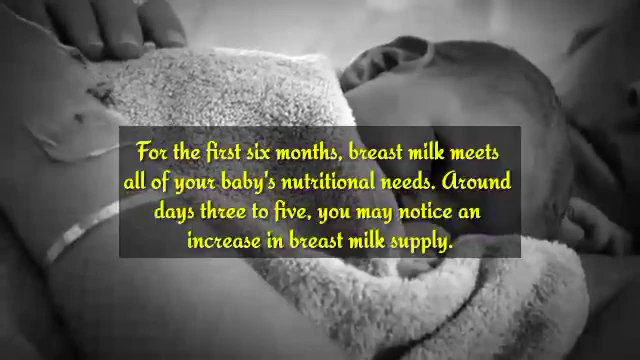 For the first six months, breast milk meets
all of your baby's nutritional needs. Around
days three to five, you may notice an
increase in breast milk supply.